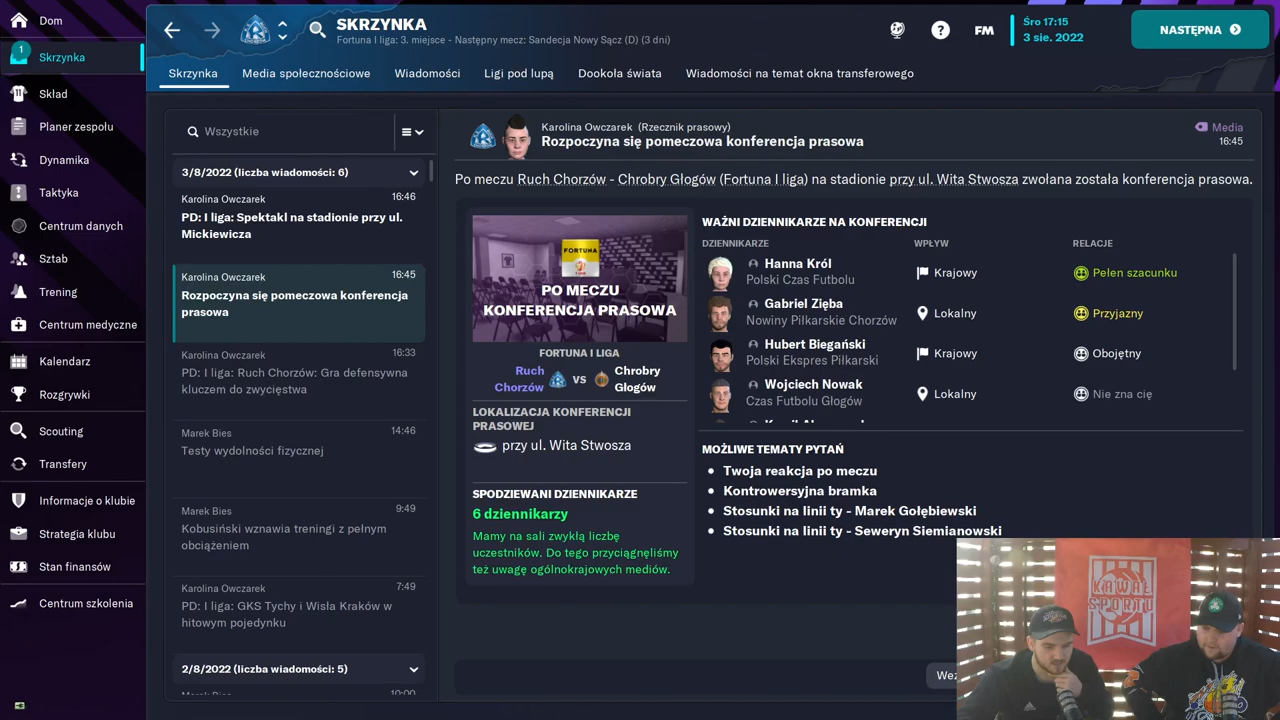 Dom
1
Skrzynka
Skład
Planer zespołu
Dynamika
Taktyka
Centrum danych
Sztab
Trening
Centrum medyczne
Kalendarz
Rozgrywki
Scouting
Transfery
Informacje o klubie
Strategia klubu
Stan finansów
Centrum szkolenia
SKRZYNKA
Fortuna I liga: 3. miejsce - Następny mecz: Sandecja Nowy Sącz (D) (3 dni)
FM
Śro 17:15
3 sie. 2022
NASTĘPNA
Skrzynka
Media społecznościowe
Wiadomości
Ligi pod lupą
Dookoła świata
Wiadomości na temat okna transferowego
Wszystkie
3/8/2022 (liczba wiadomości: 6)
Karolina Owczarek 16:46
PD: I liga: Spektakl na stadionie przy ul.
Mickiewicza
Karolina Owczarek 16:45
Rozpoczyna się pomeczowa konferencja
prasowa
Karolina Owczarek 16:33
PD: I liga: Ruch Chorzów: Gra defensywna
kluczem do zwycięstwa
Marek Bies 14:46
Testy wydolności fizycznej
Marek Bies 9:49
Kobusiński wznawia treningi z pełnym
obciążeniem
Karolina Owczarek 7:49
PD: I liga: GKS Tychy i Wisła Kraków w
hitowym pojedynku
2/8/2022 (liczba wiadomości: 5)
Marek Bies 10:00
Karolina Owczarek (Rzecznik prasowy)
Rozpoczyna się pomeczowa konferencja prasowa
Media
16:45
Po meczu Ruch Chorzów - Chrobry Głogów (Fortuna I liga) na stadionie przy ul. Wita Stwosza zwołana została konferencja prasowa.
FORTUNA
PO MECZU
KONFERENCJA PRASOWA
FORTUNA I LIGA
Ruch Chorzów VS Chrobry Głogów
LOKALIZACJA KONFERENCJI
PRASOWEJ
przy ul. Wita Stwosza
SPODZIEWANI DZIENNIKARZE
6 dziennikarzy
Mamy na sali zwykłą liczbę
uczestników. Do tego przyciągnęliśmy
też uwagę ogólnokrajowych mediów.
WAŻNI DZIENNIKARZE NA KONFERENCJI
DZIENNIKARZE WPŁYW RELACJE
Hanna Król
Polski Czas Futbolu
Krajowy
Pełen szacunku
Gabriel Zięba
Nowiny Piłkarskie Chorzów
Lokalny
Przyjazny
Hubert Biegański
Polski Ekspres Piłkarski
Krajowy
Obojętny
Wojciech Nowak
Czas Futbolu Głogów
Lokalny
Nie zna cię
MOŻLIWE TEMATY PYTAŃ
Twoja reakcja po meczu
Kontrowersyjna bramka
Stosunki na linii ty - Marek Gołębiewski
Stosunki na linii ty - Seweryn Siemianowski
KAWAŁ
SPORTU